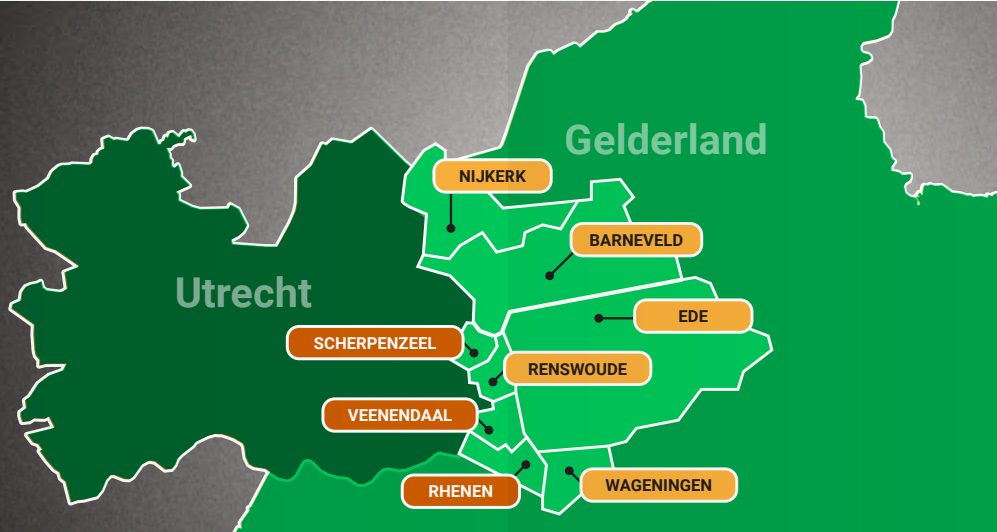 Gelderland
NIJKERK
BARNEVELD
Utrecht
EDE
SCHERPENZEEL
RENSWOUDE
VEENENDAAL
WAGENINGEN
RHENEN